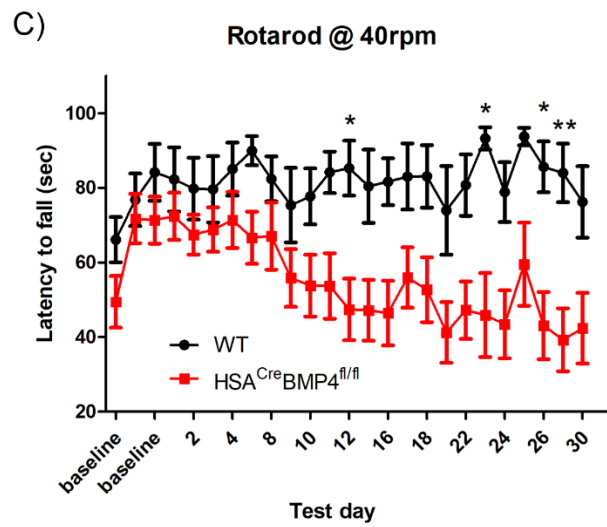 C)
Rotarod @ 40rpm
Latency to fall (sec)
100
80
60
40
20
* * * **
WT
HSA^Cre BMP4^fl/fl
baseline baseline 2 4 8 10 12 16 18 22 24 26 30
Test day